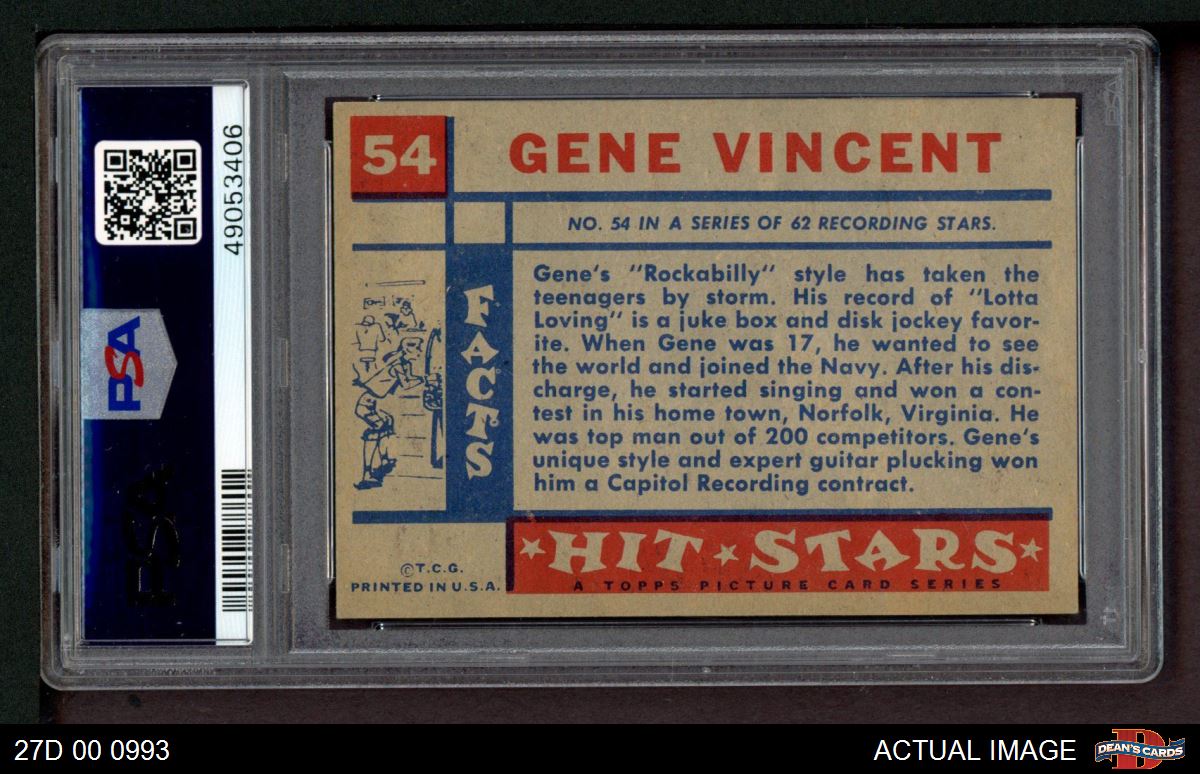 54
GENE VINCENT
NO. 54 IN A SERIES OF 62 RECORDING STARS.
FACTS
Gene's "Rockabilly" style has taken the
teenagers by storm. His record of "Lotta
Loving" is a juke box and disk jockey favor-
ite. When Gene was 17, he wanted to see
the world and joined the Navy. After his dis-
charge, he started singing and won a con-
test in his home town, Norfolk, Virginia. He
was top man out of 200 competitors. Gene's
unique style and expert guitar plucking won
him a Capitol Recording contract.
HIT STARS
A TOPPS PICTURE CARD SERIES
©T.C.G.
PRINTED IN U.S.A.
49053406
PSA
PSA
27D 00 0993
ACTUAL IMAGE
DEAN'S CARDS